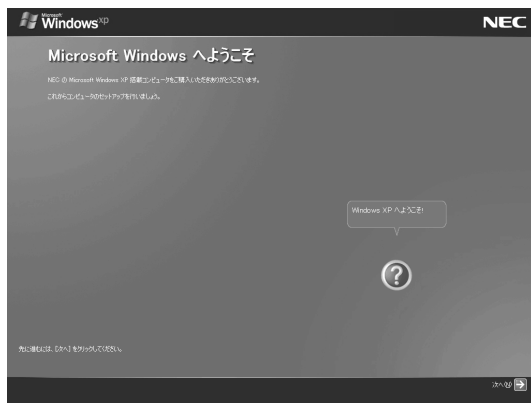 Microsoft
Windows xp
NEC
Microsoft Windows へようこそ
NEC の Microsoft Windows XP 搭載コンピュータをご購入いただきありがとうございます。
これからコンピュータのセットアップを行いましょう。
Windows XP へようこそ!
?
先に進むには、[次へ] をクリックしてください。
次へ(N)